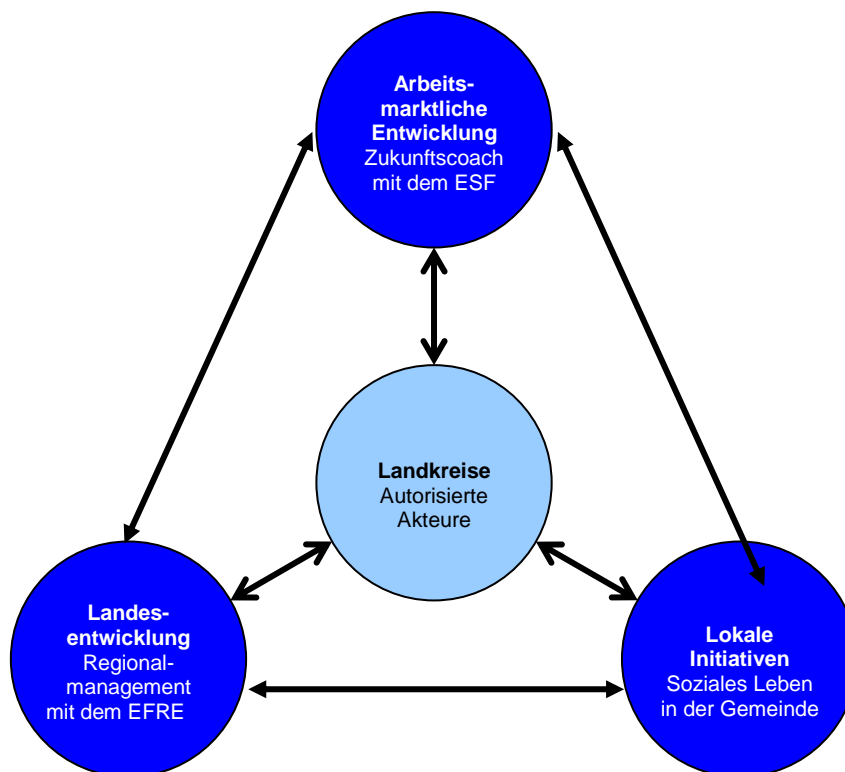 Arbeits-
marktliche
Entwicklung
Zukunftscoach
mit dem ESF
Landkreise
Autorisierte
Akteure
Landes-
entwicklung
Regional-
management
mit dem EFRE
Lokale
Initiativen
Soziales Leben
in der Gemeinde